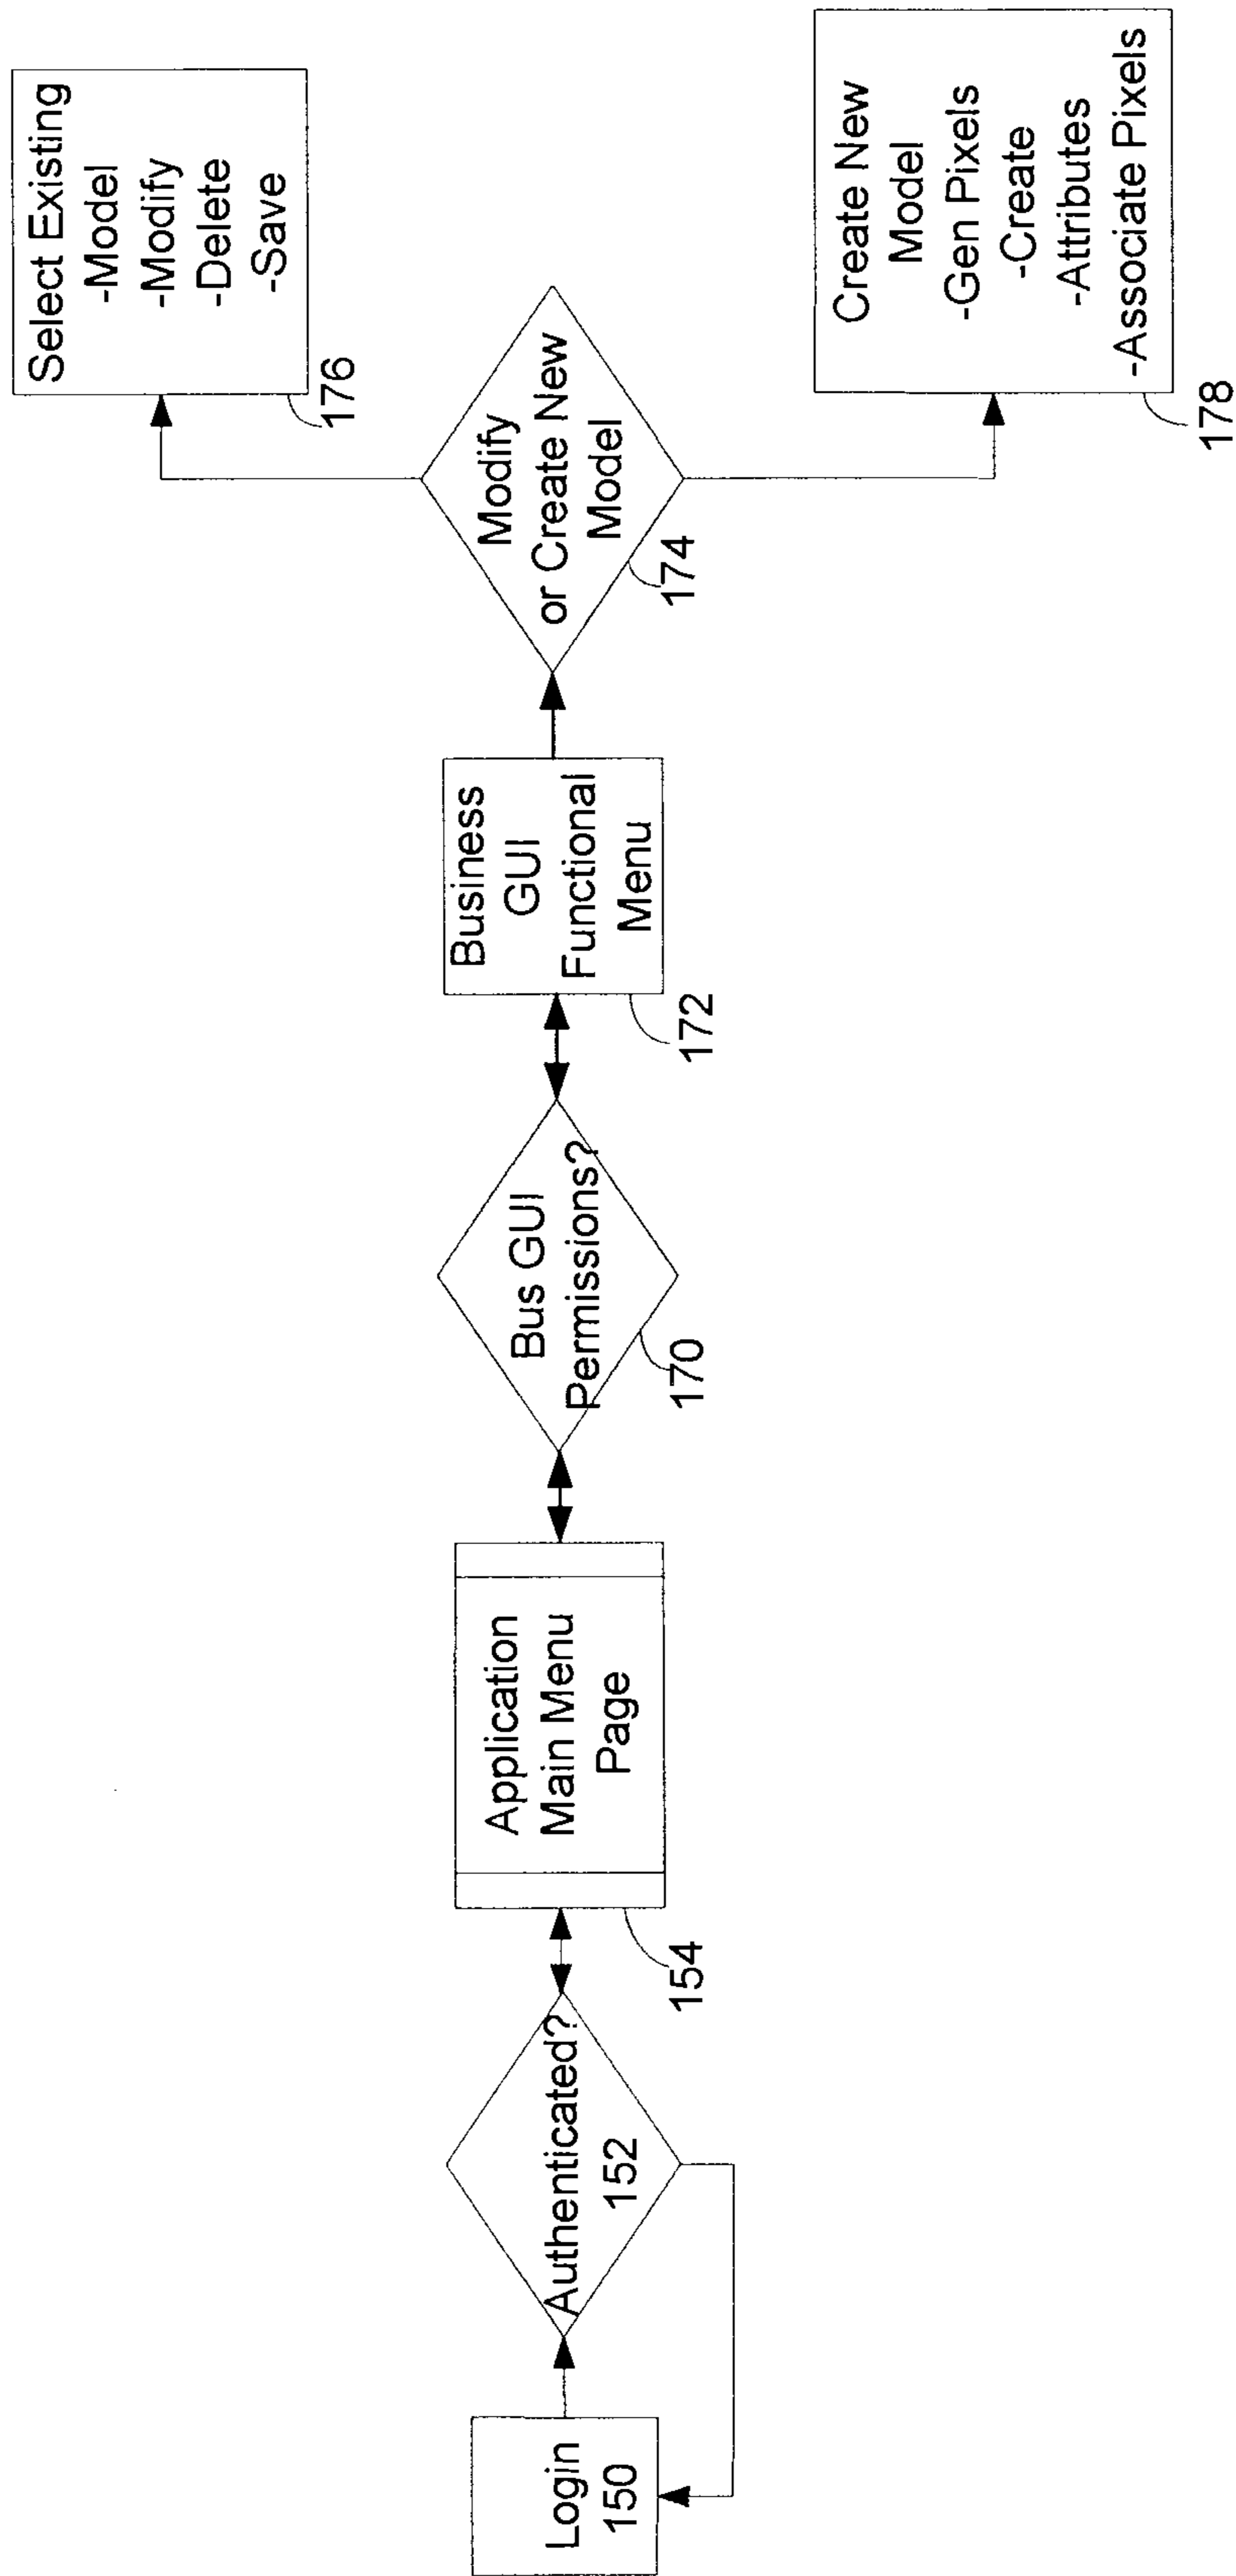 Login
150
Authenticated?
152
Application
Main Menu
Page
154
Bus GUI
Permissions?
170
Business
GUI
Functional
Menu
172
Modify
or Create New
Model
174
Select Existing
-Model
-Modify
-Delete
-Save
176
Create New
Model
-Gen Pixels
-Create
-Attributes
-Associate Pixels
178